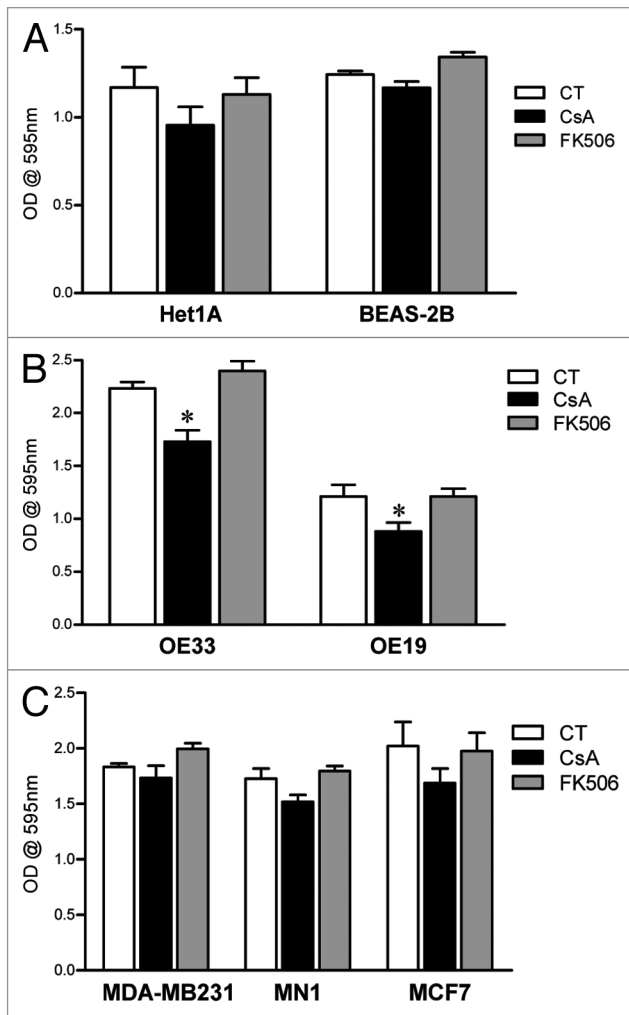 A
1.5
1.0
0.5
0.0
OD @ 595nm
CT
CsA
FK506
Het1A BEAS-2B
B
2.5
2.0
1.5
1.0
0.5
0.0
OD @ 595nm
*
*
CT
CsA
FK506
OE33 OE19
C
2.5
2.0
1.5
1.0
0.5
0.0
OD @ 595nm
CT
CsA
FK506
MDA-MB231 MN1 MCF7